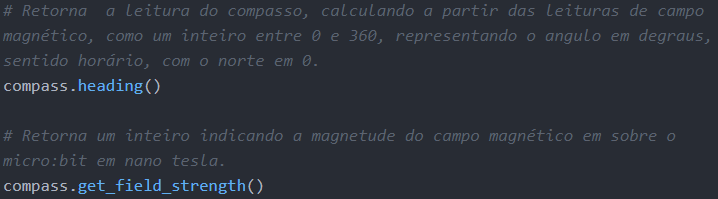 # Retorna  a leitura do compasso, calculando a partir das leituras de campo
magnético, como um inteiro entre 0 e 360, representando o angulo em degraus,
sentido horário, com o norte em 0.
compass.heading()

# Retorna um inteiro indicando a magnetude do campo magnético em sobre o
micro:bit em nano tesla.
compass.get_field_strength()